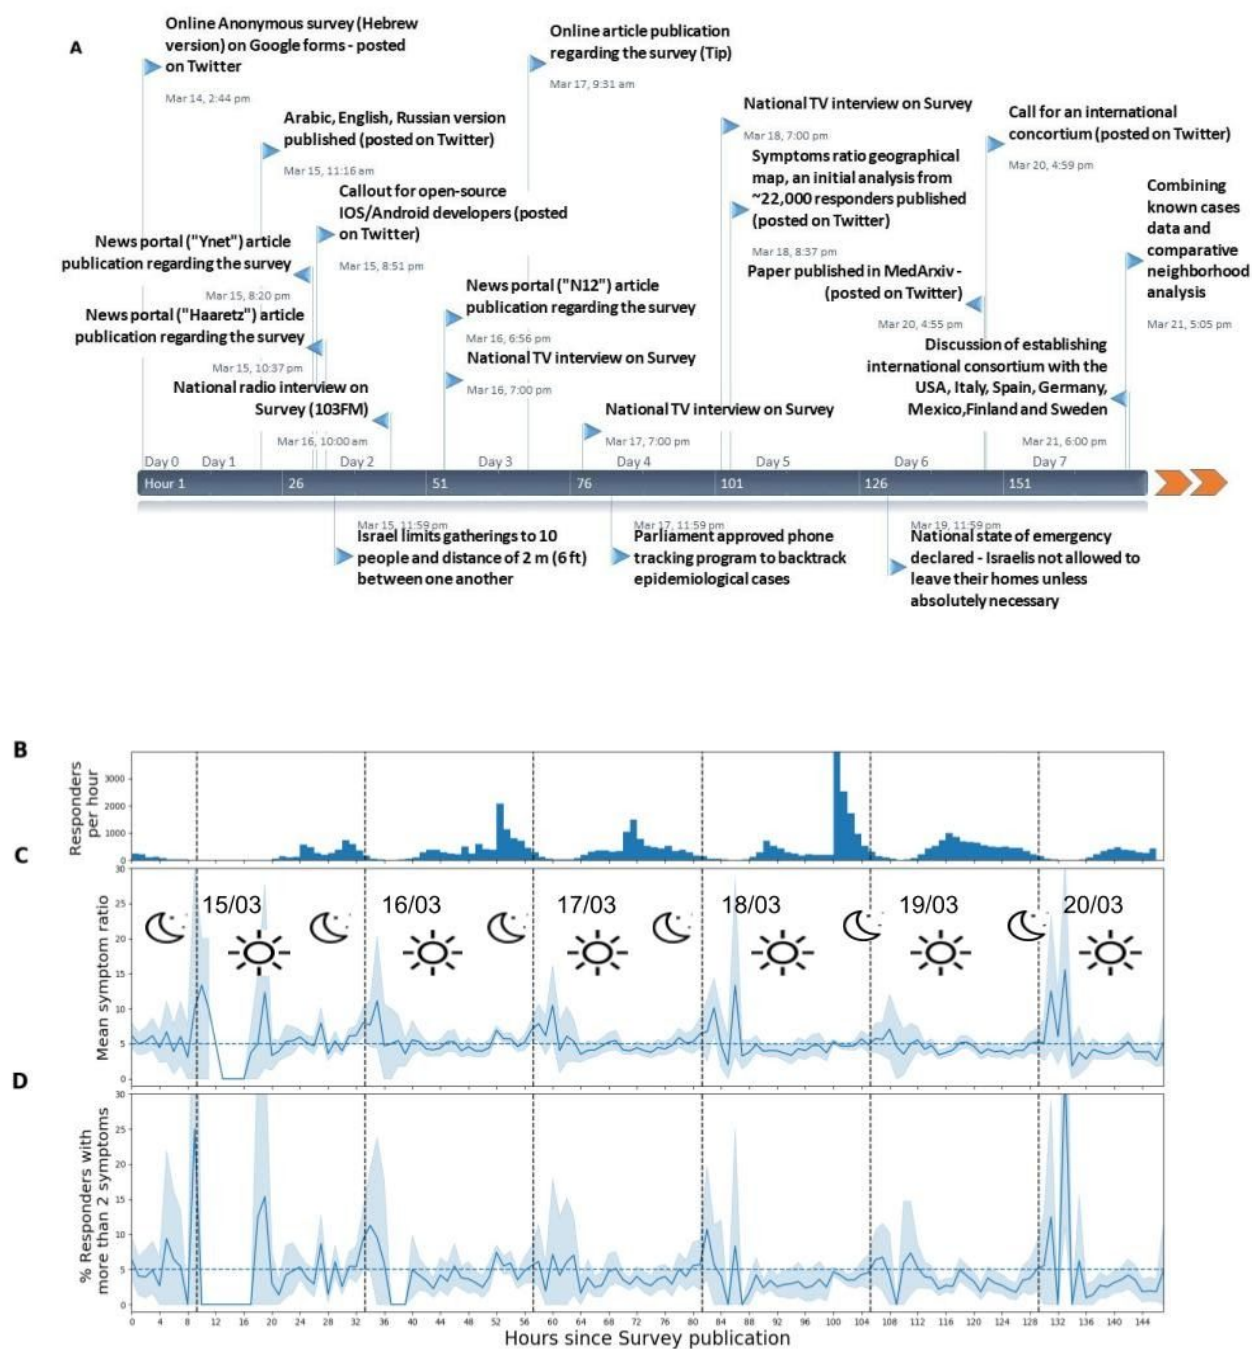 A
Online Anonymous survey (Hebrew
version) on Google forms - posted
on Twitter
Mar 14, 2:44 pm
Online article publication
regarding the survey (Tip)
Mar 17, 9:31 am
Arabic, English, Russian version
published (posted on Twitter)
Mar 15, 11:16 am
National TV interview on Survey
Mar 18, 7:00 pm
Call for an international
concortium (posted on Twitter)
Mar 20, 4:59 pm
Callout for open-source
IOS/Android developers (posted
on Twitter)
Mar 15, 8:51 pm
Symptoms ratio geographical
map, an initial analysis from
~22,000 responders published
(posted on Twitter)
Mar 18, 8:37 pm
Combining
known cases
data and
comparative
neighborhood
analysis
Mar 21, 5:05 pm
News portal ("Ynet") article
publication regarding the survey
Mar 15, 8:20 pm
News portal ("Haaretz") article
publication regarding the survey
Mar 15, 10:37 pm
News portal ("N12") article
publication regarding the survey
Mar 16, 6:56 pm
Paper published in MedArxiv -
(posted on Twitter)
Mar 20, 4:55 pm
National TV interview on Survey
Mar 16, 7:00 pm
Discussion of establishing
international consortium with the
USA, Italy, Spain, Germany,
Mexico,Finland and Sweden
Mar 21, 6:00 pm
National radio interview on
Survey (103FM)
Mar 16, 10:00 am
National TV interview on Survey
Mar 17, 7:00 pm
Day 0 Day 1 Day 2 Day 3 Day 4 Day 5 Day 6 Day 7
Hour 1 26 51 76 101 126 151
Mar 15, 11:59 pm
Israel limits gatherings to 10
people and distance of 2 m (6 ft)
between one another
Mar 17, 11:59 pm
Parliament approved phone
tracking program to backtrack
epidemiological cases
Mar 19, 11:59 pm
National state of emergency
declared - Israelis not allowed to
leave their homes unless
absolutely necessary
B
Responders
per hour
3000
2000
1000
0
C
Mean symptom ratio
30
25
20
15
10
5
0
15/03 16/03 17/03 18/03 19/03 20/03
D
% Responders with
more than 2 symptoms
30
25
20
15
10
5
0
0 4 8 12 16 20 24 28 32 36 40 44 48 52 56 60 64 68 72 76 80 84 88 92 96 100 104 108 112 116 120 124 128 132 136 140 144
Hours since Survey publication